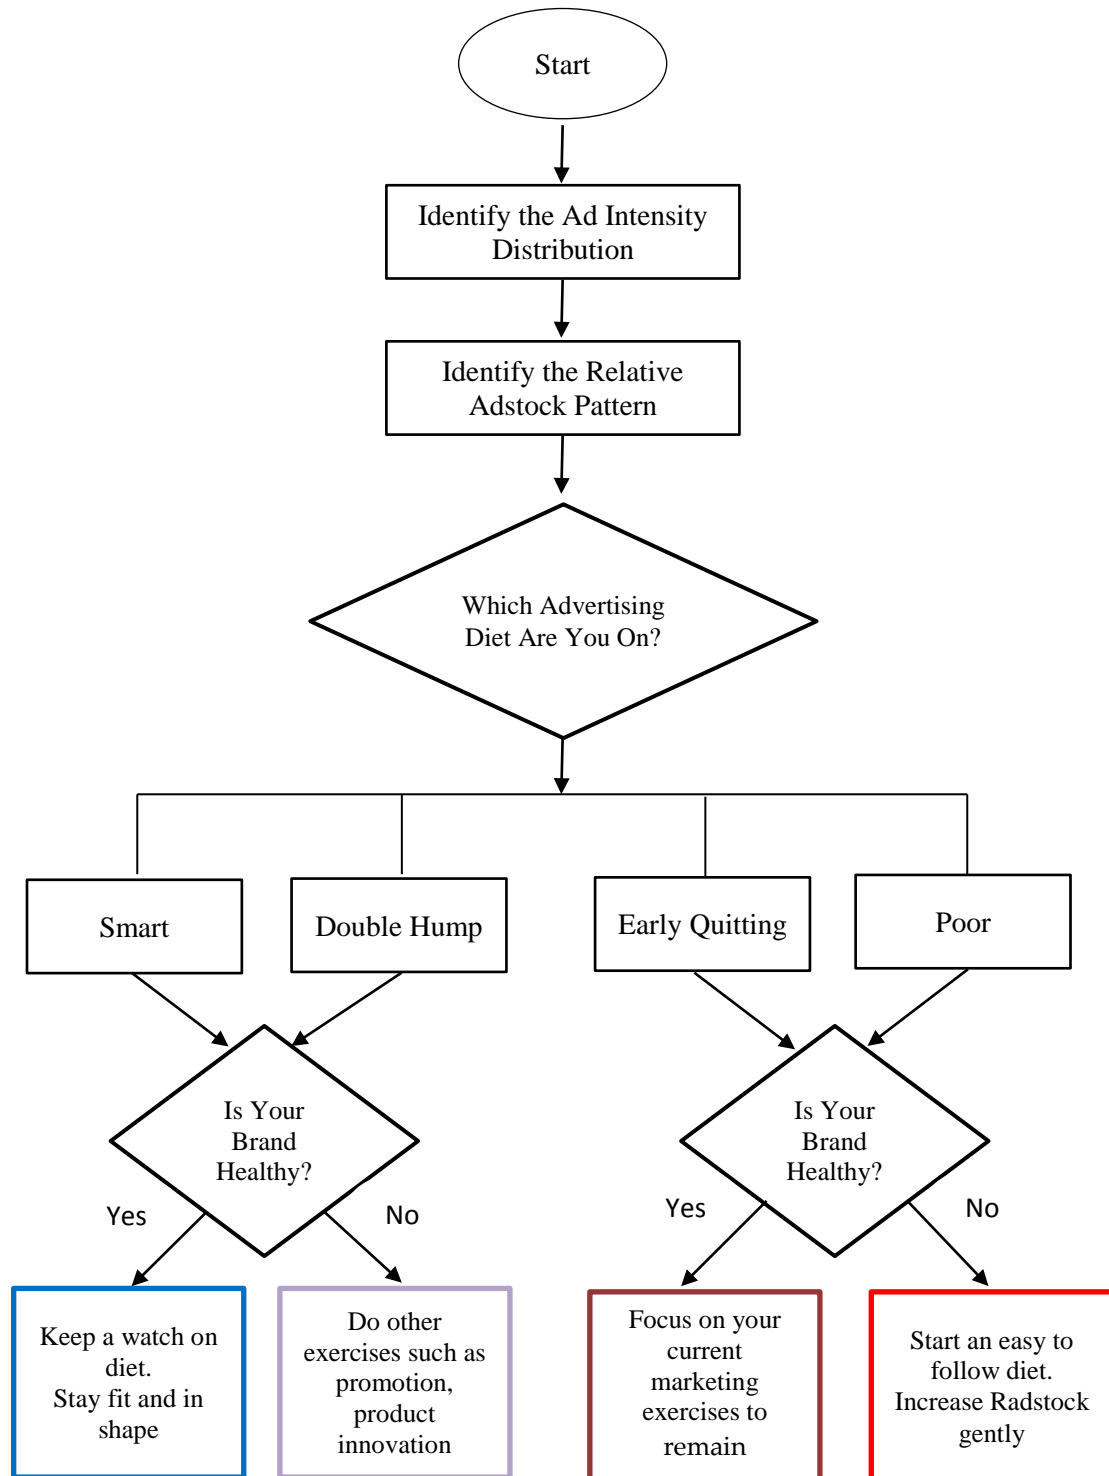 Start
Identify the Ad Intensity
Distribution
Identify the Relative
Adstock Pattern
Which Advertising
Diet Are You On?
Smart
Double Hump
Early Quitting
Poor
Is Your
Brand
Healthy?
Is Your
Brand
Healthy?
Yes
No
Yes
No
Keep a watch on
diet.
Stay fit and in
shape
Do other
exercises such as
promotion,
product
innovation
Focus on your
current
marketing
exercises to
remain
Start an easy to
follow diet.
Increase Radstock
gently